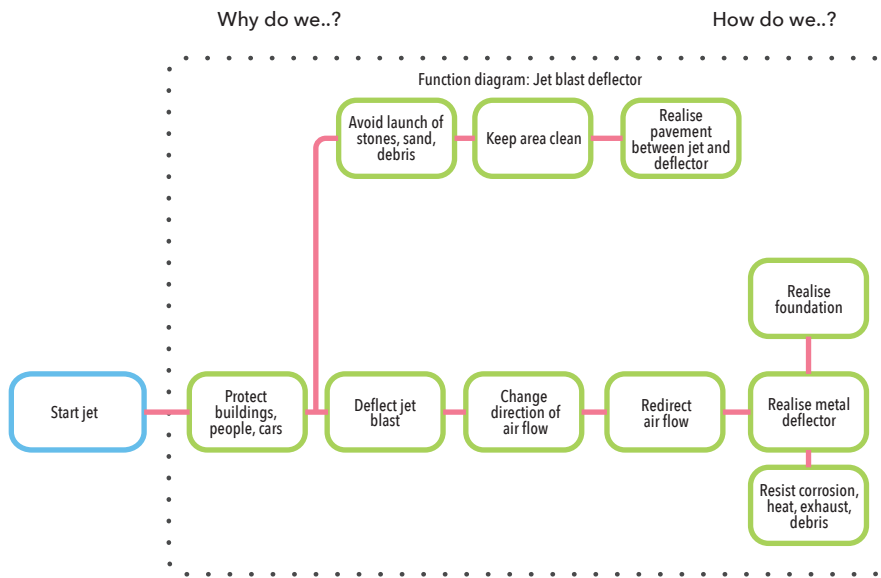 Why do we..?
How do we..?
Function diagram: Jet blast deflector
Avoid launch of
stones, sand,
debris
Keep area clean
Realise
pavement
between jet and
deflector
Realise
foundation
Start jet
Protect
buildings,
people, cars
Deflect jet
blast
Change
direction of
air flow
Redirect
air flow
Realise metal
deflector
Resist corrosion,
heat, exhaust,
debris